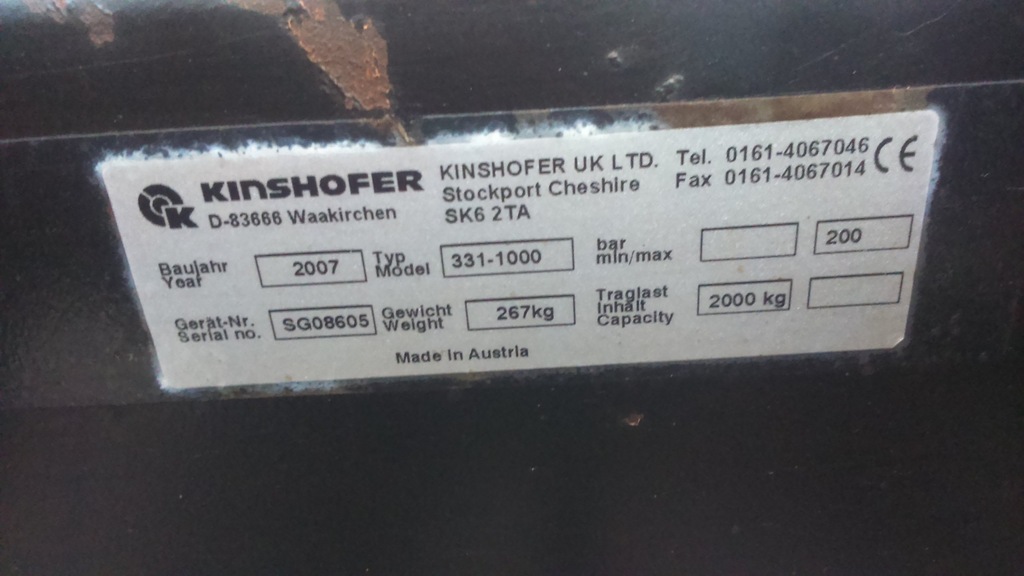 KINSHOFER
D-83666 Waakirchen
KINSHOFER UK LTD.
Stockport Cheshire
SK6 2TA
Tel. 0161-4067046
Fax 0161-4067014
CE
Baujahr
Year
2007
Typ
Model
331-1000
bar
min/max
200
Gerät-Nr.
Serial no.
SG08605
Gewicht
Weight
267kg
Traglast
Inhalt
Capacity
2000 kg
Made in Austria